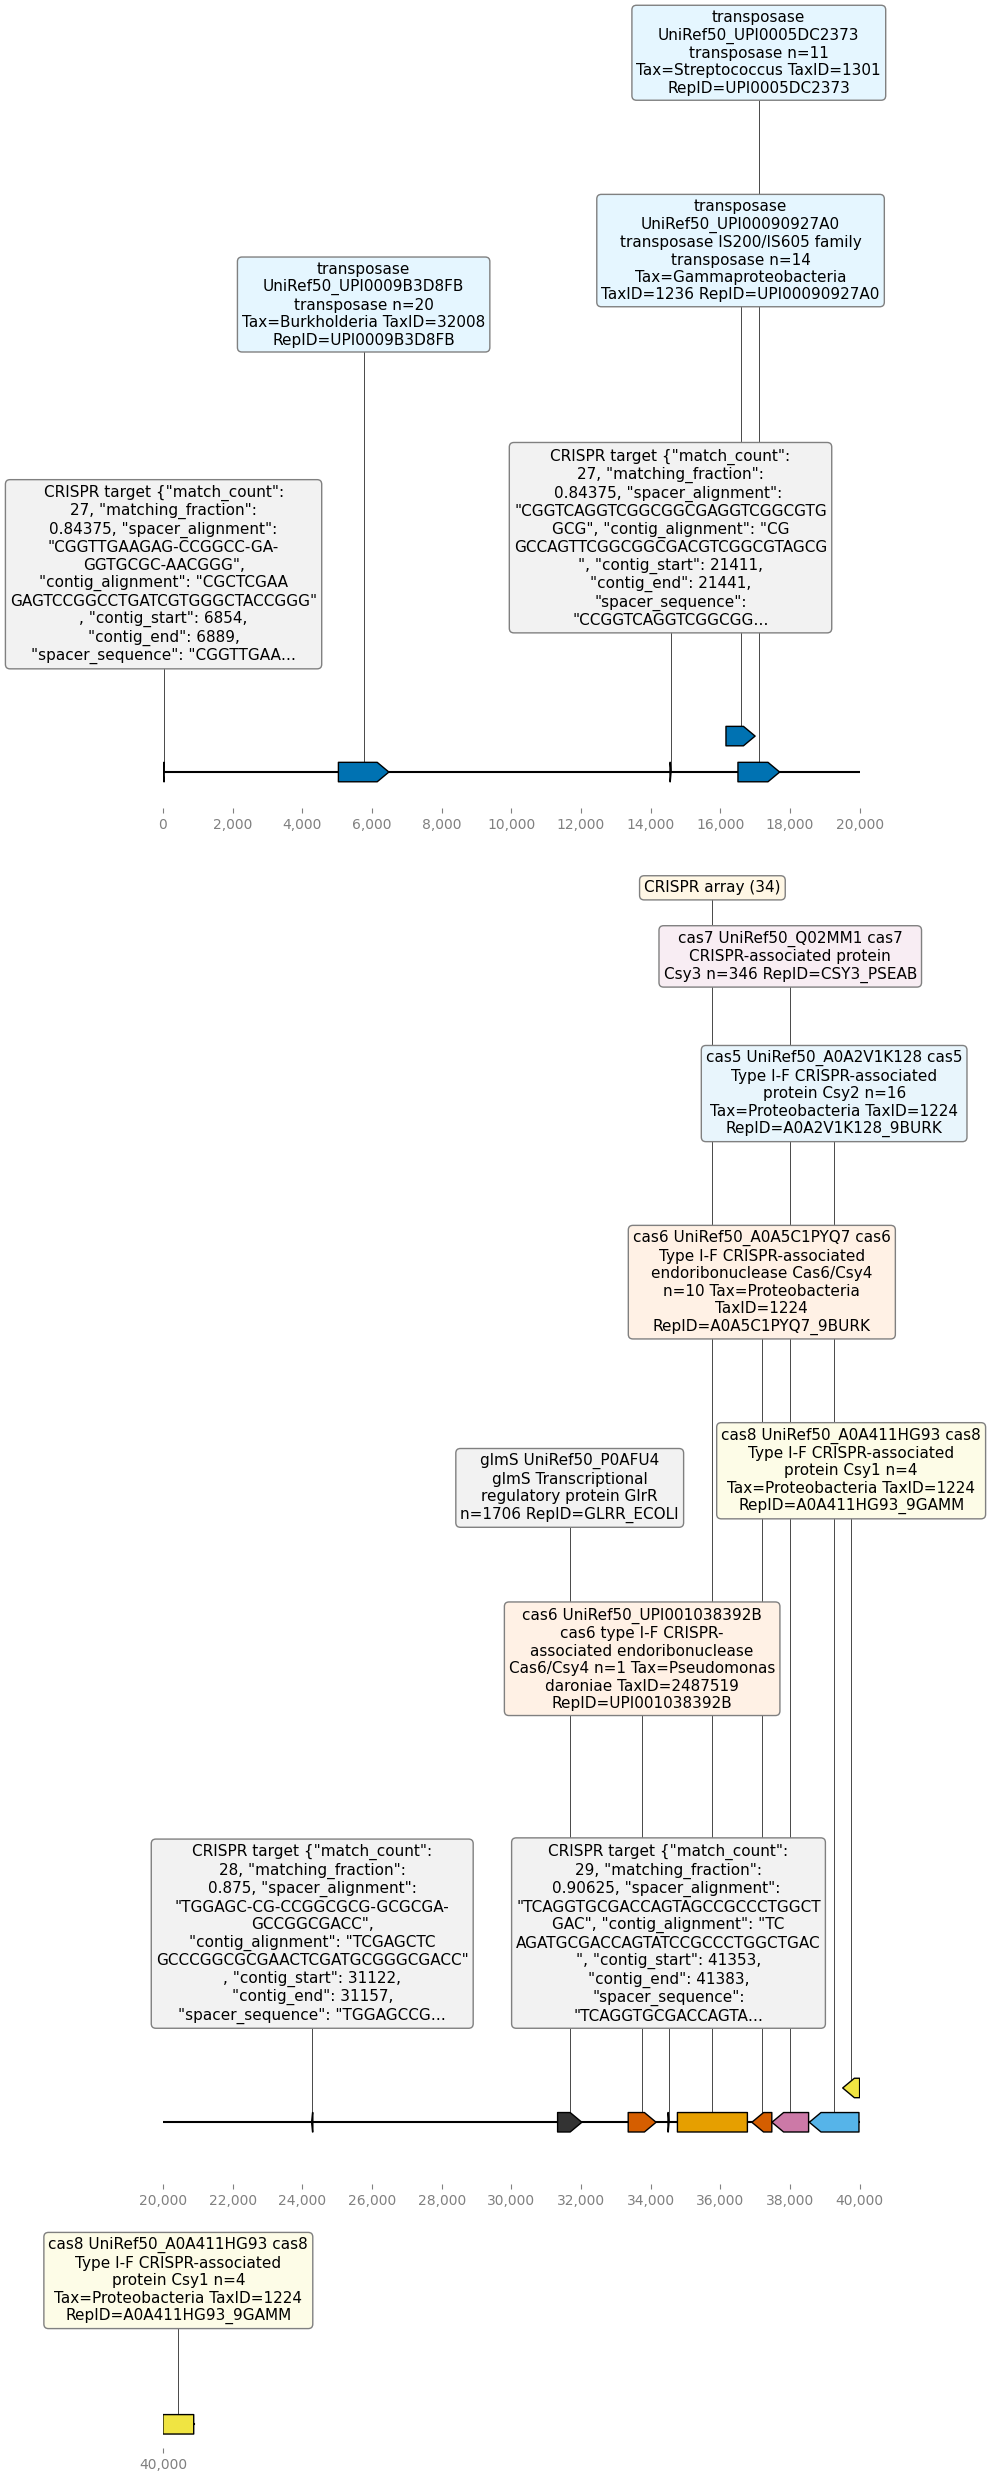 transposase
UniRef50_UPI0005DC2373
transposase n=11
Tax=Streptococcus TaxID=1301
RepID=UPI0005DC2373
transposase
UniRef50_UPI00090927A0
transposase IS200/IS605 family
transposase n=14
Tax=Gammaproteobacteria
TaxID=1236 RepID=UPI00090927A0
transposase
UniRef50_UPI0009B3D8FB
transposase n=20
Tax=Burkholderia TaxID=32008
RepID=UPI0009B3D8FB
CRISPR target {"match_count":
27, "matching_fraction":
0.84375, "spacer_alignment":
"CGGTCAGGTCGGCGGCGAGGTCGGCGTG
GCG", "contig_alignment": "CG
GCCAGTTCGGCGGCGACGTCGGCGTAGCG
", "contig_start": 21411,
"contig_end": 21441,
"spacer_sequence":
"CCGGTCAGGTCGGCGG...
CRISPR target {"match_count":
27, "matching_fraction":
0.84375, "spacer_alignment":
"CGGTTGAAGAG-CCGGCC-GA-
GGTGCGC-AACGGG",
"contig_alignment": "CGCTCGAA
GAGTCCGGCCTGATCGTGGGCTACCGGG"
, "contig_start": 6854,
"contig_end": 6889,
"spacer_sequence": "CGGTTGAA...
0
2,000
4,000
6,000
8,000
10,000
12,000
14,000
16,000
18,000
20,000
CRISPR array (34)
cas7 UniRef50_Q02MM1 cas7
CRISPR-associated protein
Csy3 n=346 RepID=CSY3_PSEAB
cas5 UniRef50_A0A2V1K128 cas5
Type I-F CRISPR-associated
protein Csy2 n=16
Tax=Proteobacteria TaxID=1224
RepID=A0A2V1K128_9BURK
cas6 UniRef50_A0A5C1PYQ7 cas6
Type I-F CRISPR-associated
endoribonuclease Cas6/Csy4
n=10 Tax=Proteobacteria
TaxID=1224
RepID=A0A5C1PYQ7_9BURK
cas8 UniRef50_A0A411HG93 cas8
Type I-F CRISPR-associated
protein Csy1 n=4
Tax=Proteobacteria TaxID=1224
RepID=A0A411HG93_9GAMM
glmS UniRef50_P0AFU4
glmS Transcriptional
regulatory protein GlrR
n=1706 RepID=GLRR_ECOLI
cas6 UniRef50_UPI001038392B
cas6 type I-F CRISPR-
associated endoribonuclease
Cas6/Csy4 n=1 Tax=Pseudomonas
daroniae TaxID=2487519
RepID=UPI001038392B
CRISPR target {"match_count":
28, "matching_fraction":
0.875, "spacer_alignment":
"TGGAGC-CG-CCGGCGCG-GCGCGA-
GCCGGCGACC",
"contig_alignment": "TCGAGCTC
GCCCGGCGCGAACTCGATGCGGGCGACC"
, "contig_start": 31122,
"contig_end": 31157,
"spacer_sequence": "TGGAGCCG...
CRISPR target {"match_count":
29, "matching_fraction":
0.90625, "spacer_alignment":
"TCAGGTGCGACCAGTAGCCGCCCTGGCT
GAC", "contig_alignment": "TC
AGATGCGACCAGTATCCGCCCTGGCTGAC
", "contig_start": 41353,
"contig_end": 41383,
"spacer_sequence":
"TCAGGTGCGACCAGTA...
20,000
22,000
24,000
26,000
28,000
30,000
32,000
34,000
36,000
38,000
40,000
cas8 UniRef50_A0A411HG93 cas8
Type I-F CRISPR-associated
protein Csy1 n=4
Tax=Proteobacteria TaxID=1224
RepID=A0A411HG93_9GAMM
40,000